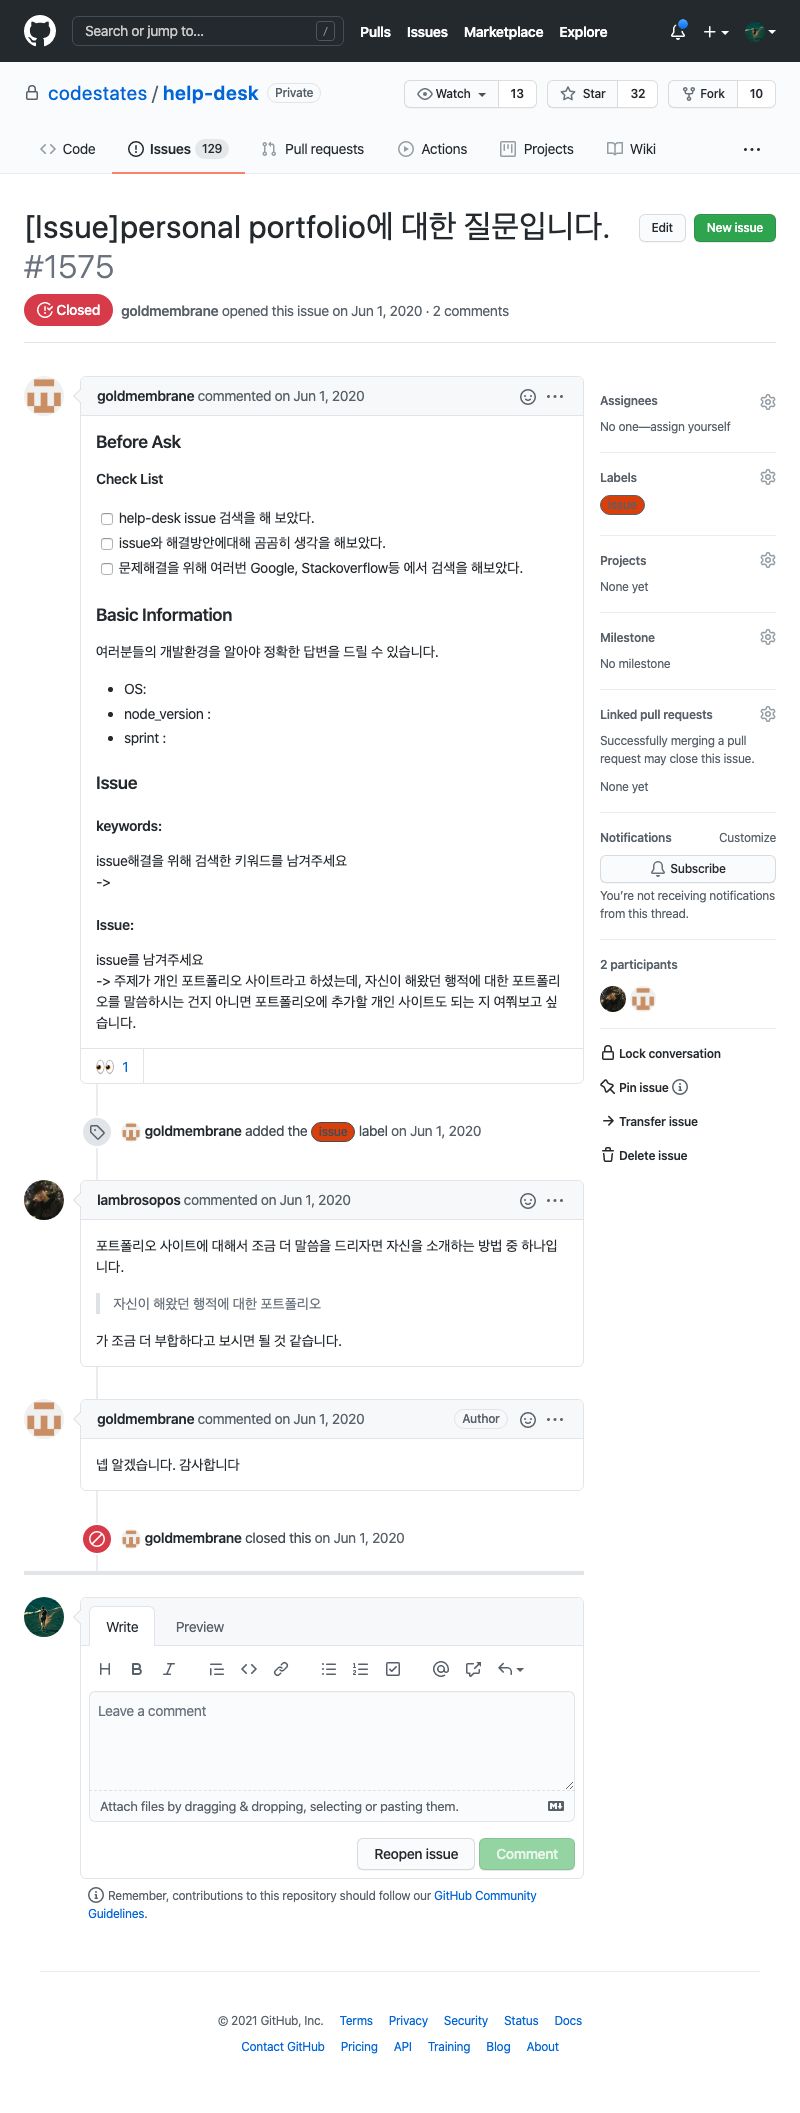 Search or jump to... /
Pulls Issues Marketplace Explore
codestates / help-desk Private
Watch 13 Star 32 Fork 10
Code Issues 129 Pull requests Actions Projects Wiki
[Issue]personal portfolio에 대한 질문입니다.
#1575
Edit New issue
Closed goldmembrane opened this issue on Jun 1, 2020 · 2 comments
goldmembrane commented on Jun 1, 2020
Before Ask
Check List
help-desk issue 검색을 해 보았다.
issue와 해결방안에대해 곰곰히 생각을 해보았다.
문제해결을 위해 여러번 Google, Stackoverflow등 에서 검색을 해보았다.
Basic Information
여러분들의 개발환경을 알아야 정확한 답변을 드릴 수 있습니다.
OS:
node_version :
sprint :
Issue
keywords:
issue해결을 위해 검색한 키워드를 남겨주세요
->
Issue:
issue를 남겨주세요
-> 주제가 개인 포트폴리오 사이트라고 하셨는데, 자신이 해왔던 행적에 대한 포트폴리
오를 말씀하시는 건지 아니면 포트폴리오에 추가할 개인 사이트도 되는 지 여쭤보고 싶
습니다.
1
goldmembrane added the issue label on Jun 1, 2020
lambrosopos commented on Jun 1, 2020
포트폴리오 사이트에 대해서 조금 더 말씀을 드리자면 자신을 소개하는 방법 중 하나입
니다.
자신이 해왔던 행적에 대한 포트폴리오
가 조금 더 부합하다고 보시면 될 것 같습니다.
goldmembrane commented on Jun 1, 2020 Author
넵 알겠습니다. 감사합니다
goldmembrane closed this on Jun 1, 2020
Write Preview
H B I
Leave a comment
Attach files by dragging & dropping, selecting or pasting them.
Reopen issue Comment
Remember, contributions to this repository should follow our GitHub Community
Guidelines.
Assignees
No one—assign yourself
Labels
issue
Projects
None yet
Milestone
No milestone
Linked pull requests
Successfully merging a pull
request may close this issue.
None yet
Notifications Customize
Subscribe
You're not receiving notifications
from this thread.
2 participants
Lock conversation
Pin issue
Transfer issue
Delete issue
© 2021 GitHub, Inc. Terms Privacy Security Status Docs
Contact GitHub Pricing API Training Blog About